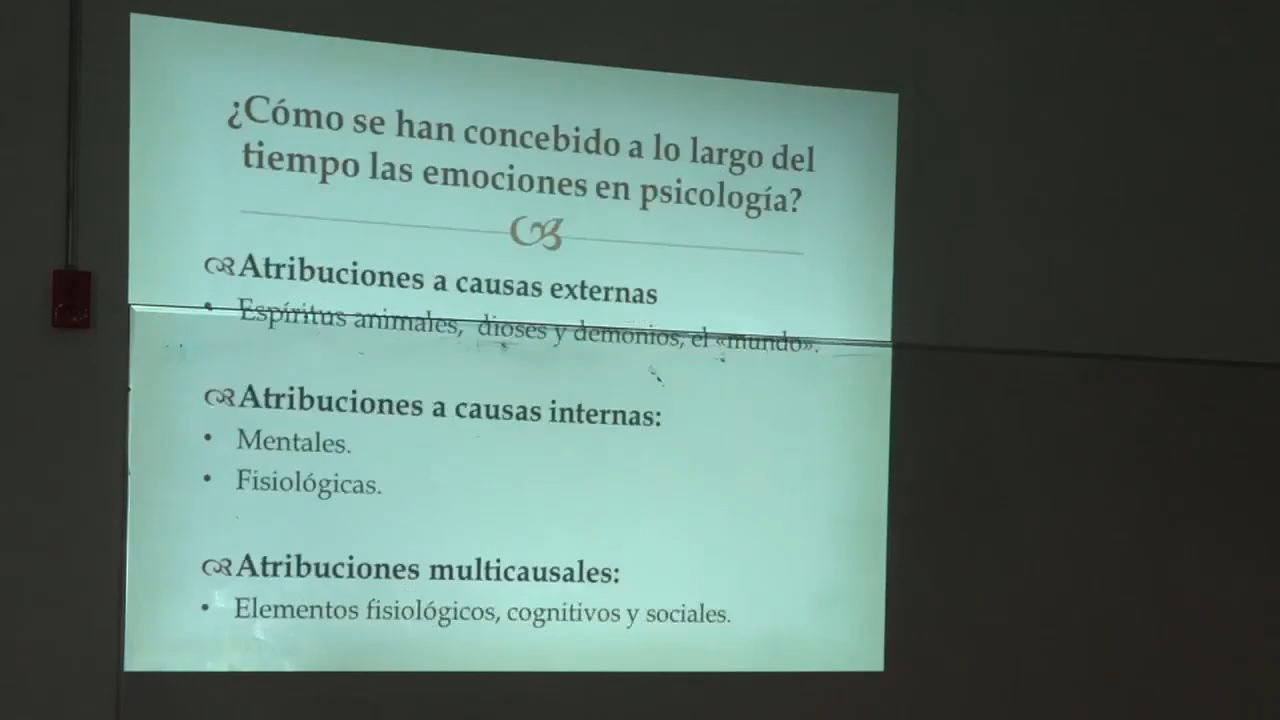 ¿Cómo se han concebido a lo largo del
tiempo las emociones en psicología?
Atribuciones a causas externas
• Espíritus animales, dioses y demonios, el «mundo».
Atribuciones a causas internas:
• Mentales.
• Fisiológicas.
Atribuciones multicausales:
• Elementos fisiológicos, cognitivos y sociales.